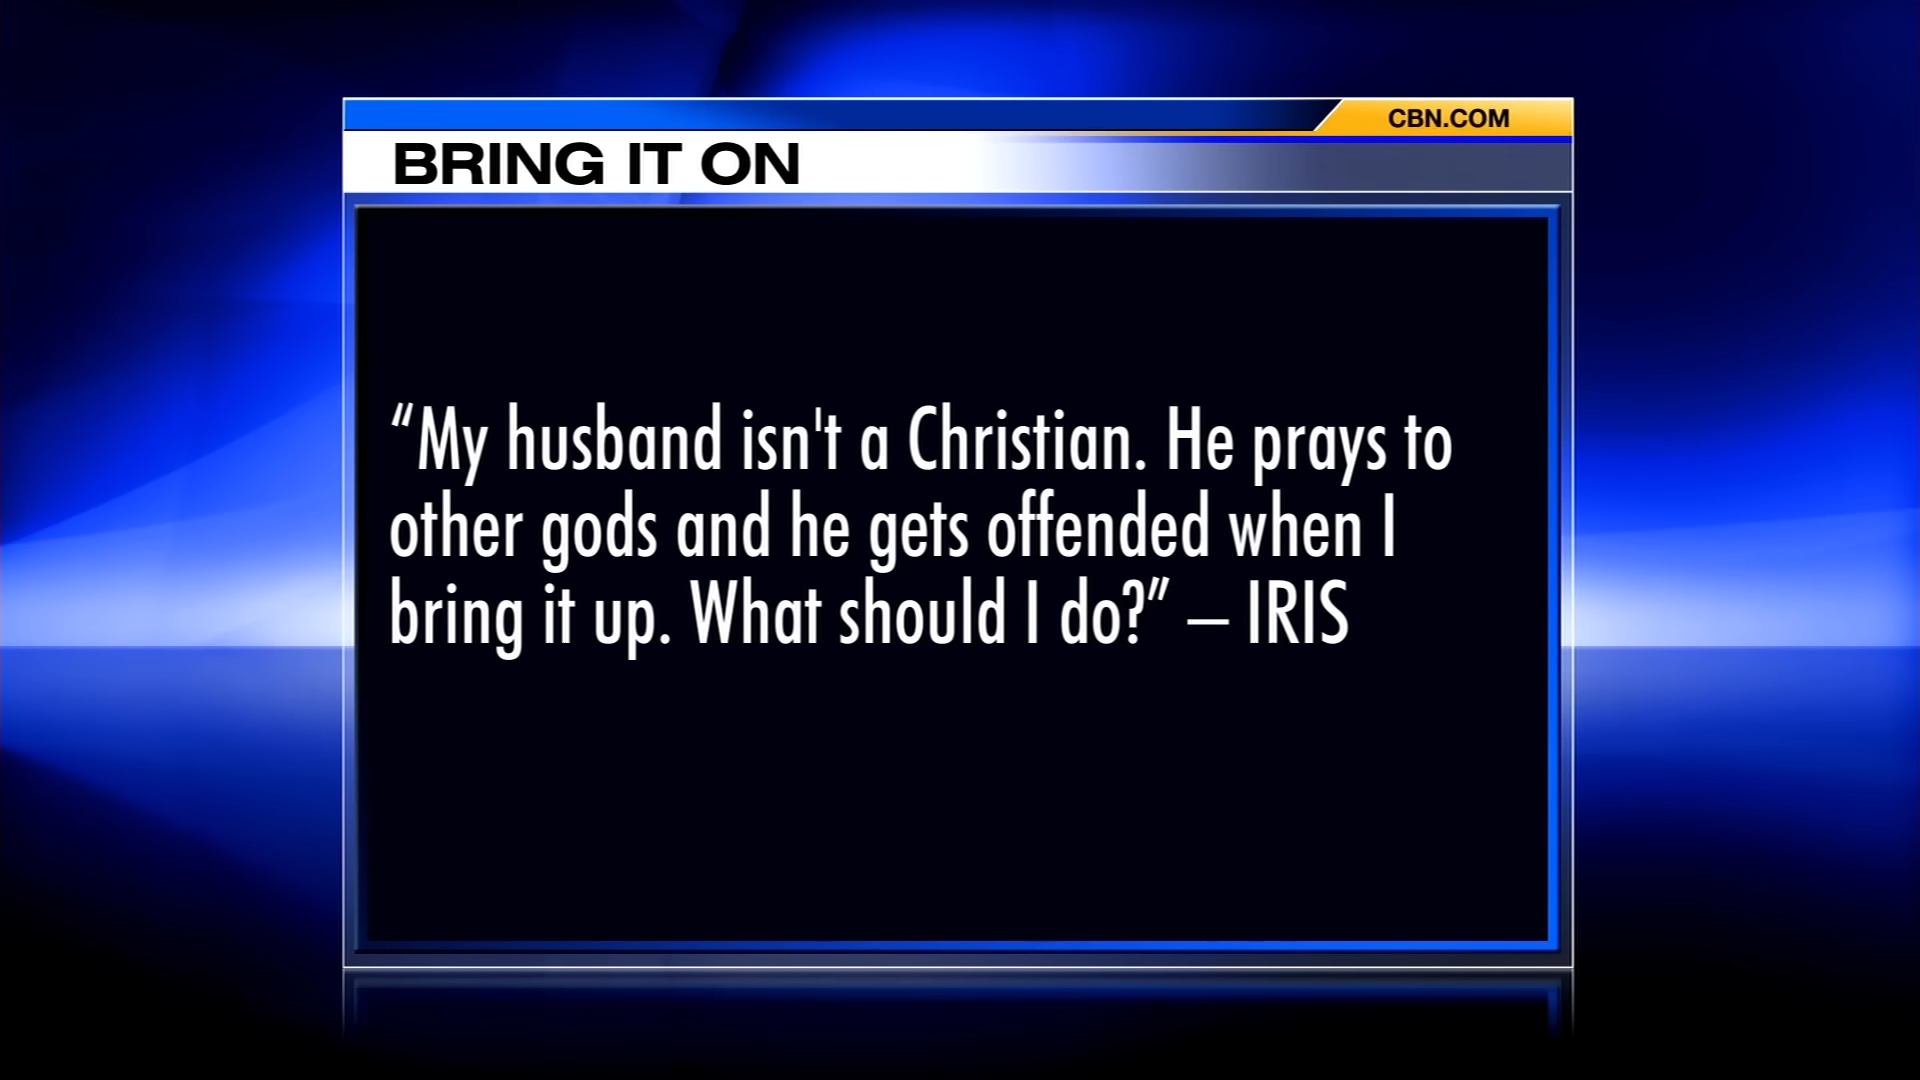 CBN.COM
BRING IT ON
“My husband isn't a Christian. He prays to
other gods and he gets offended when I
bring it up. What should I do?” – IRIS